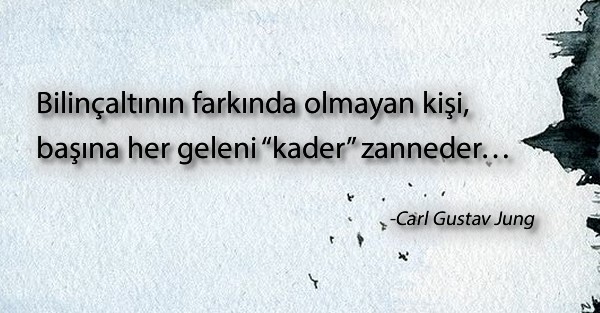 Bilinçaltının farkında olmayan kişi,
başına her geleni “kader” zanneder…
-Carl Gustav Jung